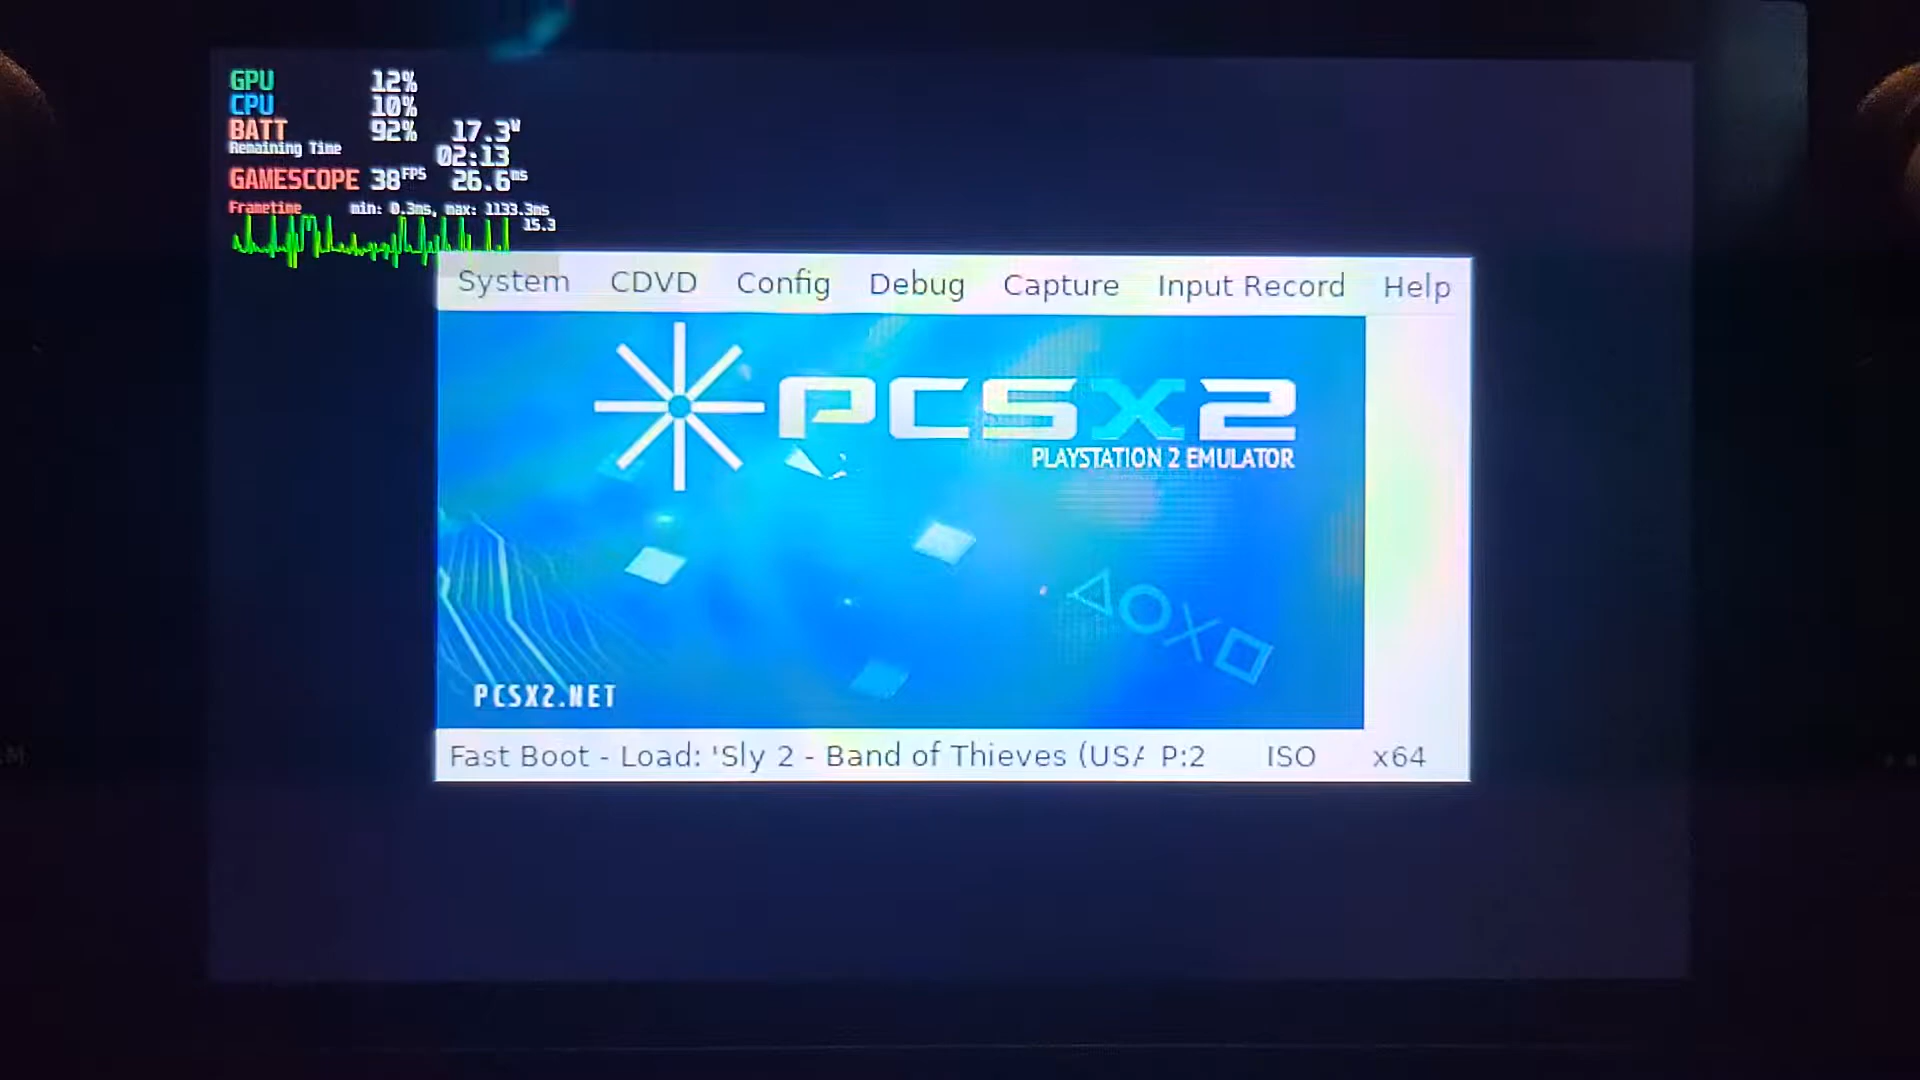 GPU 12%
CPU 10%
BATT 92% 17.3W
Remaining Time 02:13
GAMESCOPE 38FPS 26.6ms
Frametime min: 0.3ms, max: 1133.3ms
15.3
System CDVD Config Debug Capture Input Record Help
PCSX2
PLAYSTATION 2 EMULATOR
PCSX2.NET
Fast Boot - Load: 'Sly 2 - Band of Thieves (USA P:2 ISO x64